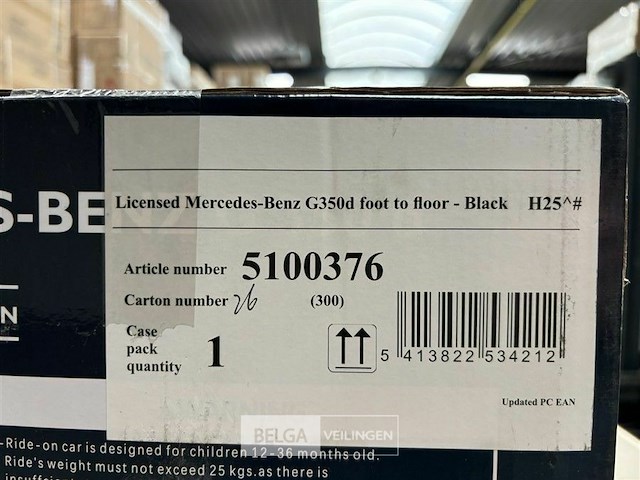 S-BENZ
N
Licensed Mercedes-Benz G350d foot to floor - Black H25^#
Article number 5100376
Carton number 26 (300)
Case
pack
quantity 1
5 413822 534212
Updated PC EAN
BELGA VEILINGEN
-Ride-on car is designed for children 12-36 months old.
Ride's weight must not exceed 25 kgs.as there is